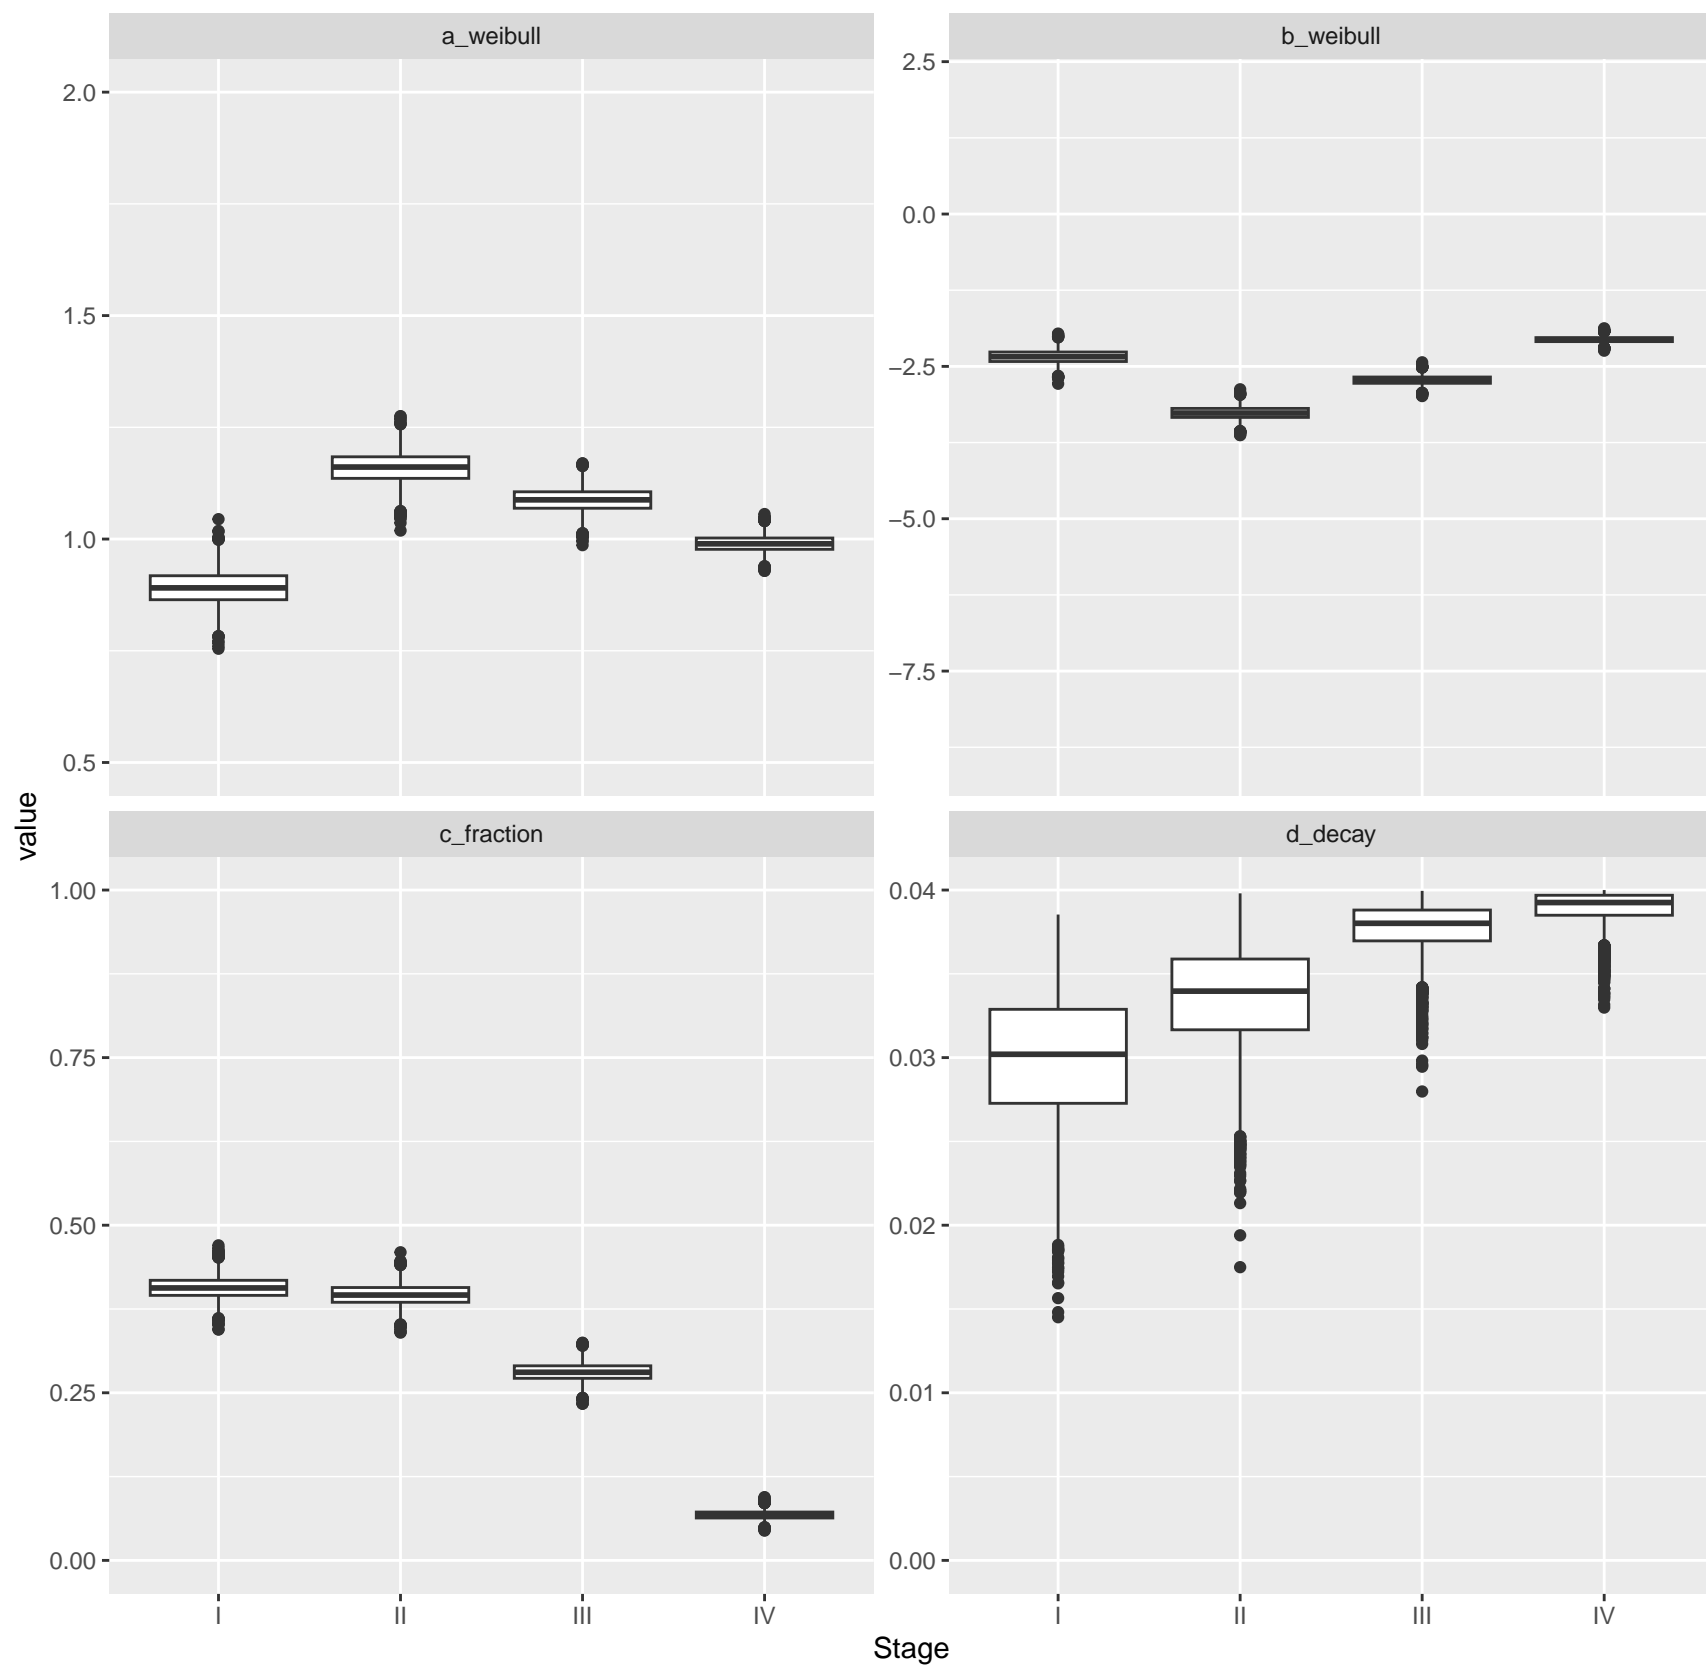 a_weibull
b_weibull
2.0
1.5
1.0
0.5
2.5
0.0
−2.5
−5.0
−7.5
value
c_fraction
d_decay
1.00
0.75
0.50
0.25
0.00
0.04
0.03
0.02
0.01
0.00
I II III IV
I II III IV
Stage